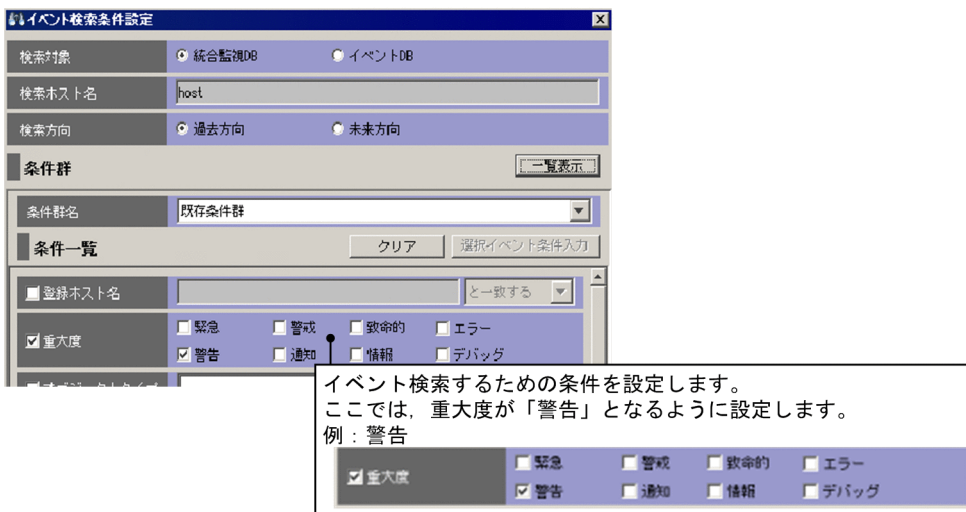 イベント検索条件設定
検索対象 統合監視DB イベントDB
検索ホスト名 host
検索方向 過去方向 未来方向
条件群 一覧表示
条件群名 既存条件群
条件一覧 クリア 選択イベント条件入力
登録ホスト名 と一致する
重大度 緊急 警戒 致命的 エラー
警告 通知 情報 デバッグ
イベント検索するための条件を設定します。
ここでは，重大度が「警告」となるように設定します。
例：警告
重大度 緊急 警戒 致命的 エラー
警告 通知 情報 デバッグ